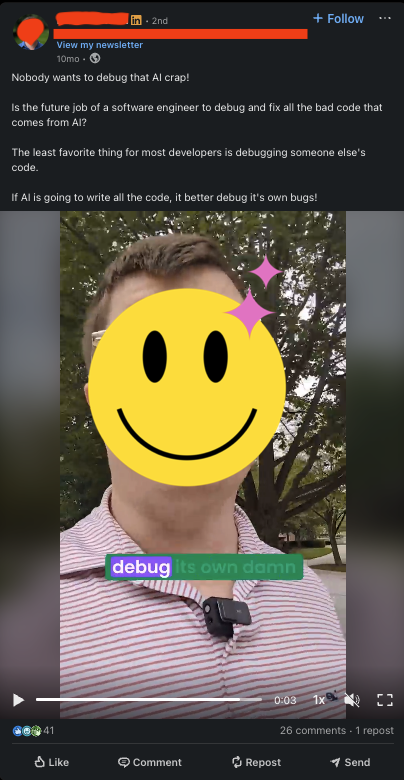 in · 2nd
+ Follow
View my newsletter
10mo ·
Nobody wants to debug that AI crap!
Is the future job of a software engineer to debug and fix all the bad code that
comes from AI?
The least favorite thing for most developers is debugging someone else's
code.
If AI is going to write all the code, it better debug it's own bugs!
debug its own damn
0:03 1x
41
26 comments · 1 repost
Like Comment Repost Send